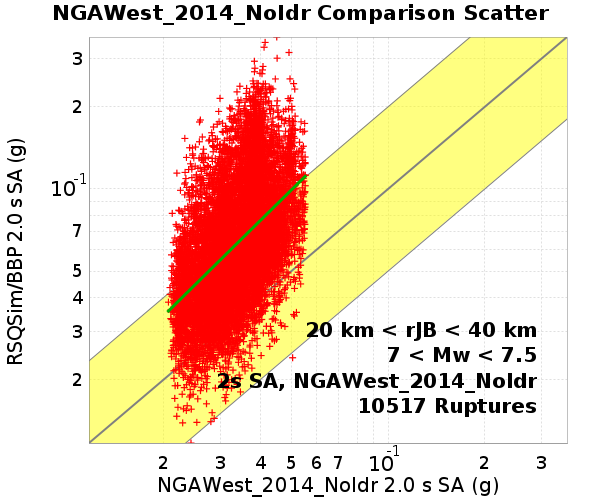 NGAWest_2014_NoIdr Comparison Scatter
RSQSim/BBP 2.0 s SA (g)
3
2
10-1
7
5
4
3
2
20 km < rJB < 40 km
7 < Mw < 7.5
2s SA, NGAWest_2014_NoIdr
10517 Ruptures
2 3 4 5 6 7 10-1 2 3
NGAWest_2014_NoIdr 2.0 s SA (g)